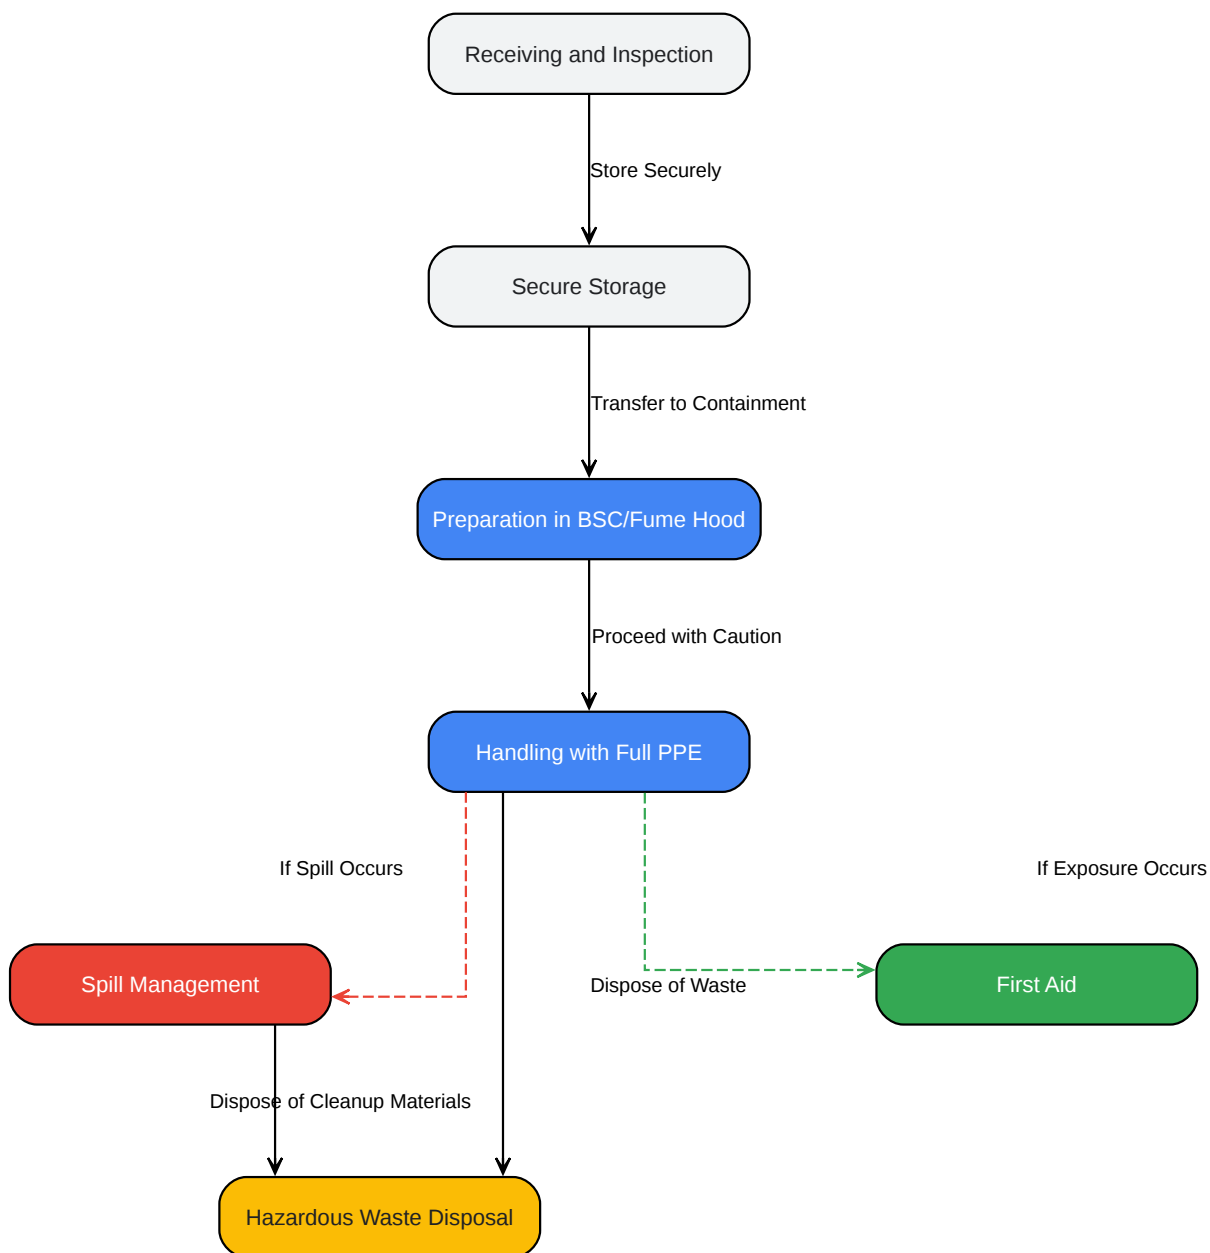 Receiving and Inspection
Store Securely
Secure Storage
Transfer to Containment
Preparation in BSC/Fume Hood
Proceed with Caution
Handling with Full PPE
If Spill Occurs
If Exposure Occurs
Spill Management
Dispose of Waste
First Aid
Dispose of Cleanup Materials
Hazardous Waste Disposal